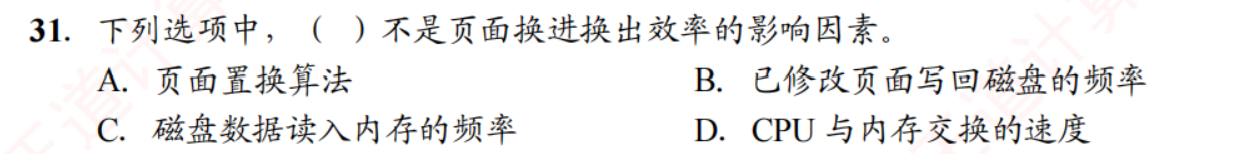 31. 下列选项中，（ ）不是页面换进换出效率的影响因素。
A. 页面置换算法 B. 已修改页面写回磁盘的频率
C. 磁盘数据读入内存的频率 D. CPU 与内存交换的速度